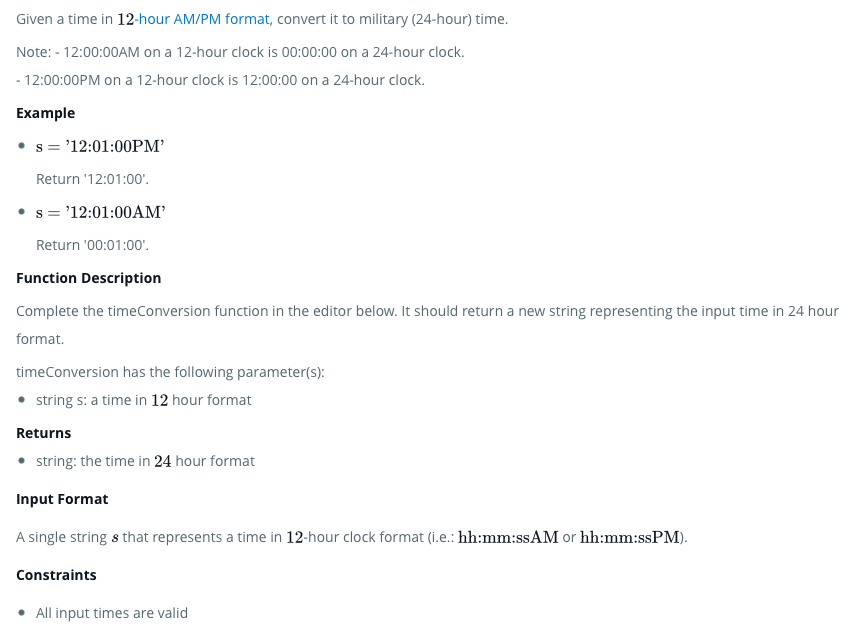 Given a time in 12-hour AM/PM format, convert it to military (24-hour) time.
Note: - 12:00:00AM on a 12-hour clock is 00:00:00 on a 24-hour clock.
- 12:00:00PM on a 12-hour clock is 12:00:00 on a 24-hour clock.
Example
• s = ’12:01:00PM’
Return '12:01:00'.
• s = ’12:01:00AM’
Return '00:01:00'.
Function Description
Complete the timeConversion function in the editor below. It should return a new string representing the input time in 24 hour
format.
timeConversion has the following parameter(s):
• string s: a time in 12 hour format
Returns
• string: the time in 24 hour format
Input Format
A single string s that represents a time in 12-hour clock format (i.e.: hh:mm:ssAM or hh:mm:ssPM).
Constraints
• All input times are valid